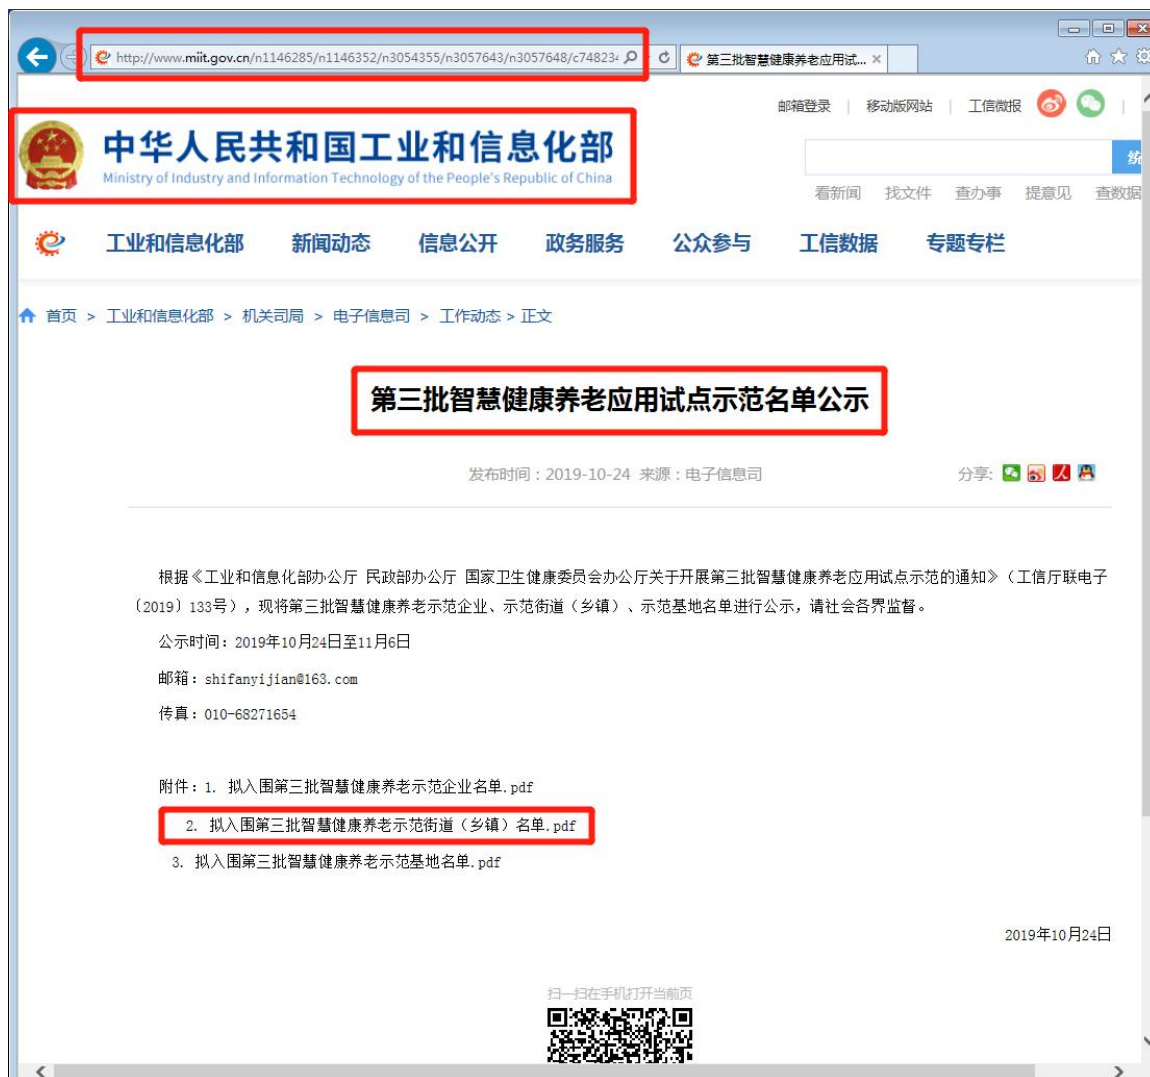 http://www.miit.gov.cn/n1146285/n1146352/n3054355/n3057643/n3057648/c74823
第三批智慧健康养老应用试...
邮箱登录 | 移动版网站 | 工信微报
中华人民共和国工业和信息化部
Ministry of Industry and Information Technology of the People's Republic of China
看新闻 找文件 查办事 提意见 查数据
工业和信息化部 新闻动态 信息公开 政务服务 公众参与 工信数据 专题专栏
首页 > 工业和信息化部 > 机关司局 > 电子信息司 > 工作动态 > 正文
第三批智慧健康养老应用试点示范名单公示
发布时间：2019-10-24 来源：电子信息司 分享:
根据《工业和信息化部办公厅 民政部办公厅 国家卫生健康委员会办公厅关于开展第三批智慧健康养老应用试点示范的通知》（工信厅联电子
〔2019〕133号），现将第三批智慧健康养老示范企业、示范街道（乡镇）、示范基地名单进行公示，请社会各界监督。
公示时间：2019年10月24日至11月6日
邮箱：shifanyijian@163.com
传真：010-68271654
附件：1. 拟入围第三批智慧健康养老示范企业名单.pdf
2. 拟入围第三批智慧健康养老示范街道（乡镇）名单.pdf
3. 拟入围第三批智慧健康养老示范基地名单.pdf
2019年10月24日
扫一扫在手机打开当前页